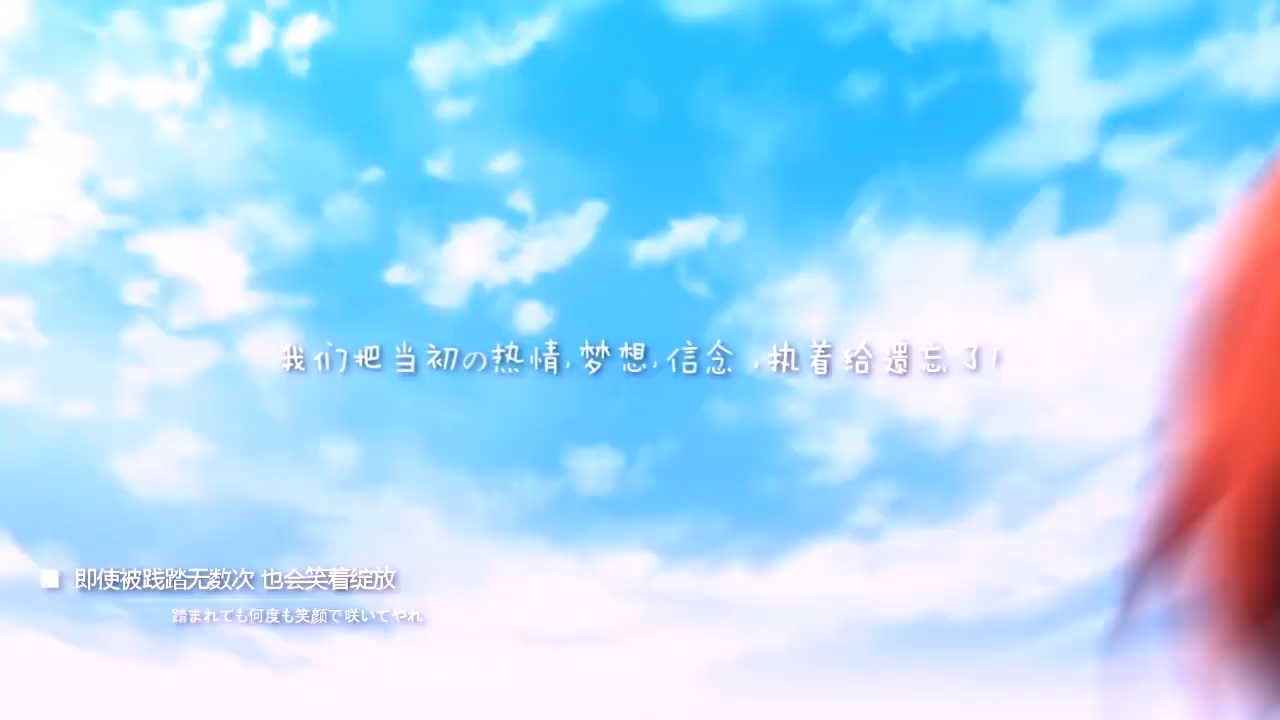 我们把当初の热情,梦想,信念,执着给遗忘了!
即使被践踏无数次 也会笑着绽放
踏まれても何度も笑顔で咲いてやれ